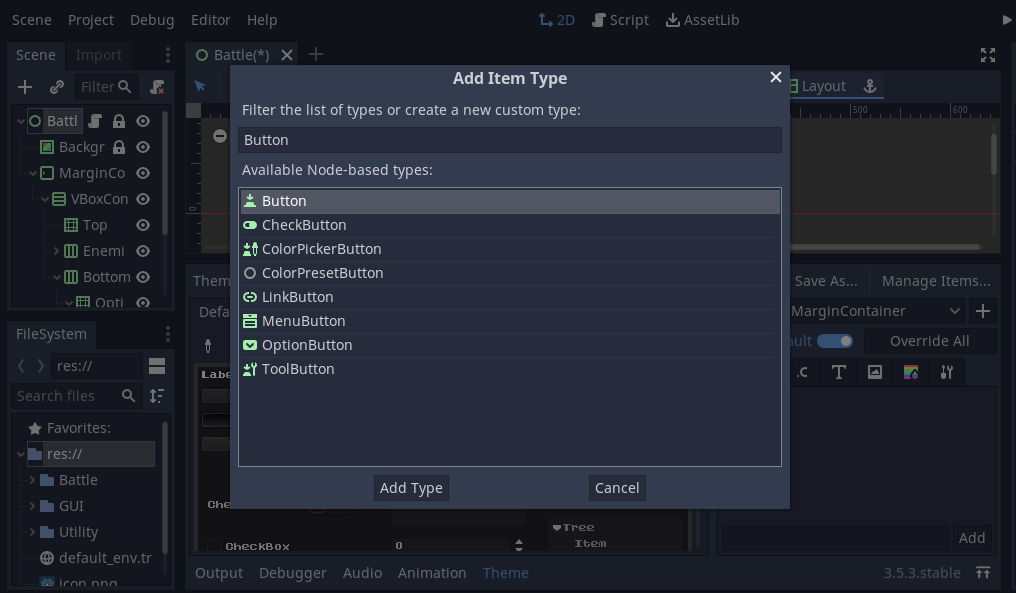 Scene Project Debug Editor Help 2D Script AssetLib
Scene Import Battle(*)
Filter Layout
500 600
Battl
Backgr
MarginCo
VBoxCon
Top
Enemi
Bottom
Opti
Add Item Type
Filter the list of types or create a new custom type:
Button
Available Node-based types:
Button
CheckButton
ColorPickerButton
ColorPresetButton
LinkButton
MenuButton
OptionButton
ToolButton
Add Type Cancel
Them Save As... Manage Items...
Defa MarginContainer
ault Override All
.C
Labe
Che
CheckBox 0
Tree
Item
Add
FileSystem
res://
Search files
Favorites:
res://
Battle
GUI
Utility
default_env.tr
icon.png
Output Debugger Audio Animation Theme 3.5.3.stable